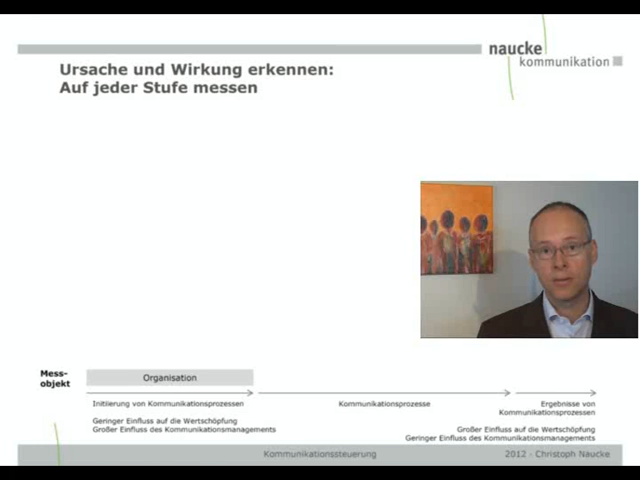 naucke
kommunikation
Ursache und Wirkung erkennen:
Auf jeder Stufe messen
Mess-
objekt
Organisation
Initiierung von Kommunikationsprozessen
Kommunikationsprozesse
Ergebnisse von
Kommunikationsprozessen
Geringer Einfluss auf die Wertschöpfung
Großer Einfluss des Kommunikationsmanagements
Großer Einfluss auf die Wertschöpfung
Geringer Einfluss des Kommunikationsmanagements
Kommunikationssteuerung
2012 - Christoph Naucke